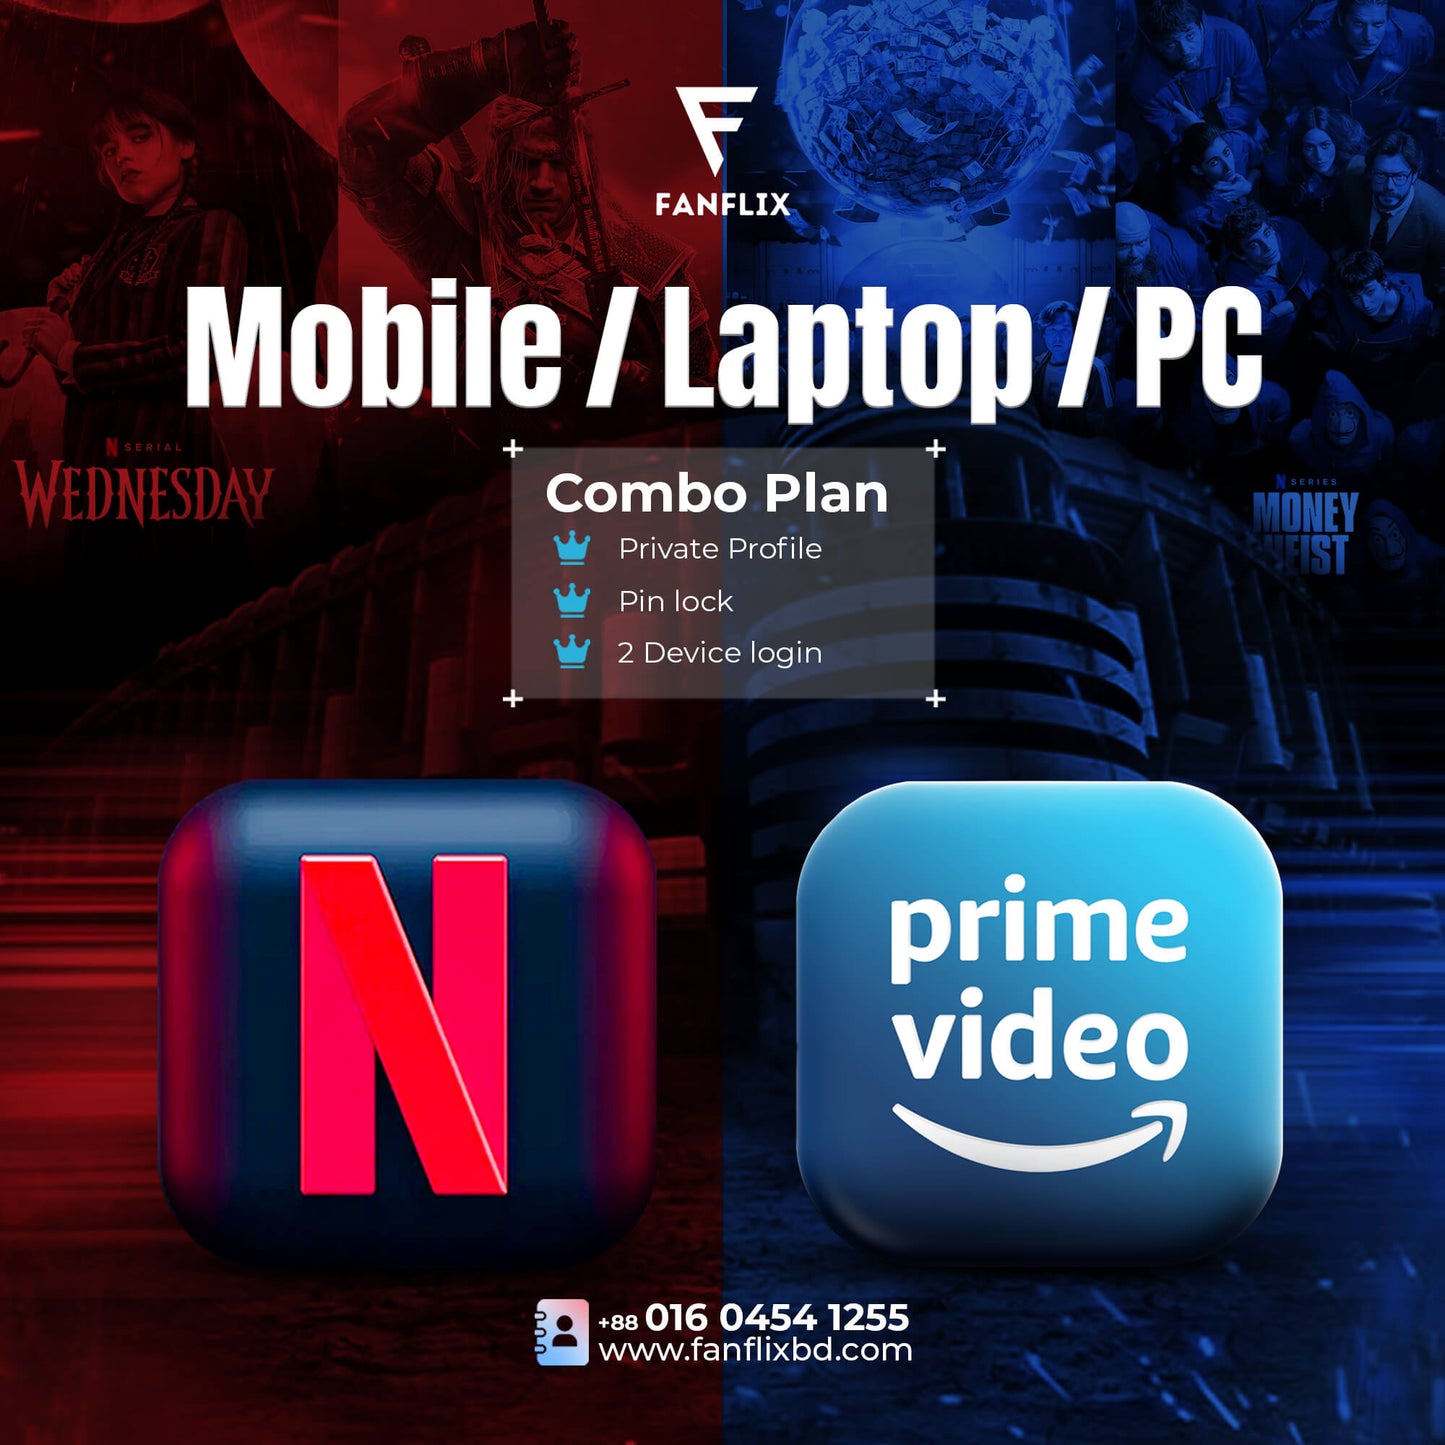 FANFLIX
Mobile / Laptop / PC
N SERIAL
WEDNESDAY
Combo Plan
Private Profile
Pin lock
2 Device login
N SERIES
MONEY
HEIST
N
prime
video
+88 016 0454 1255
www.fanflixbd.com